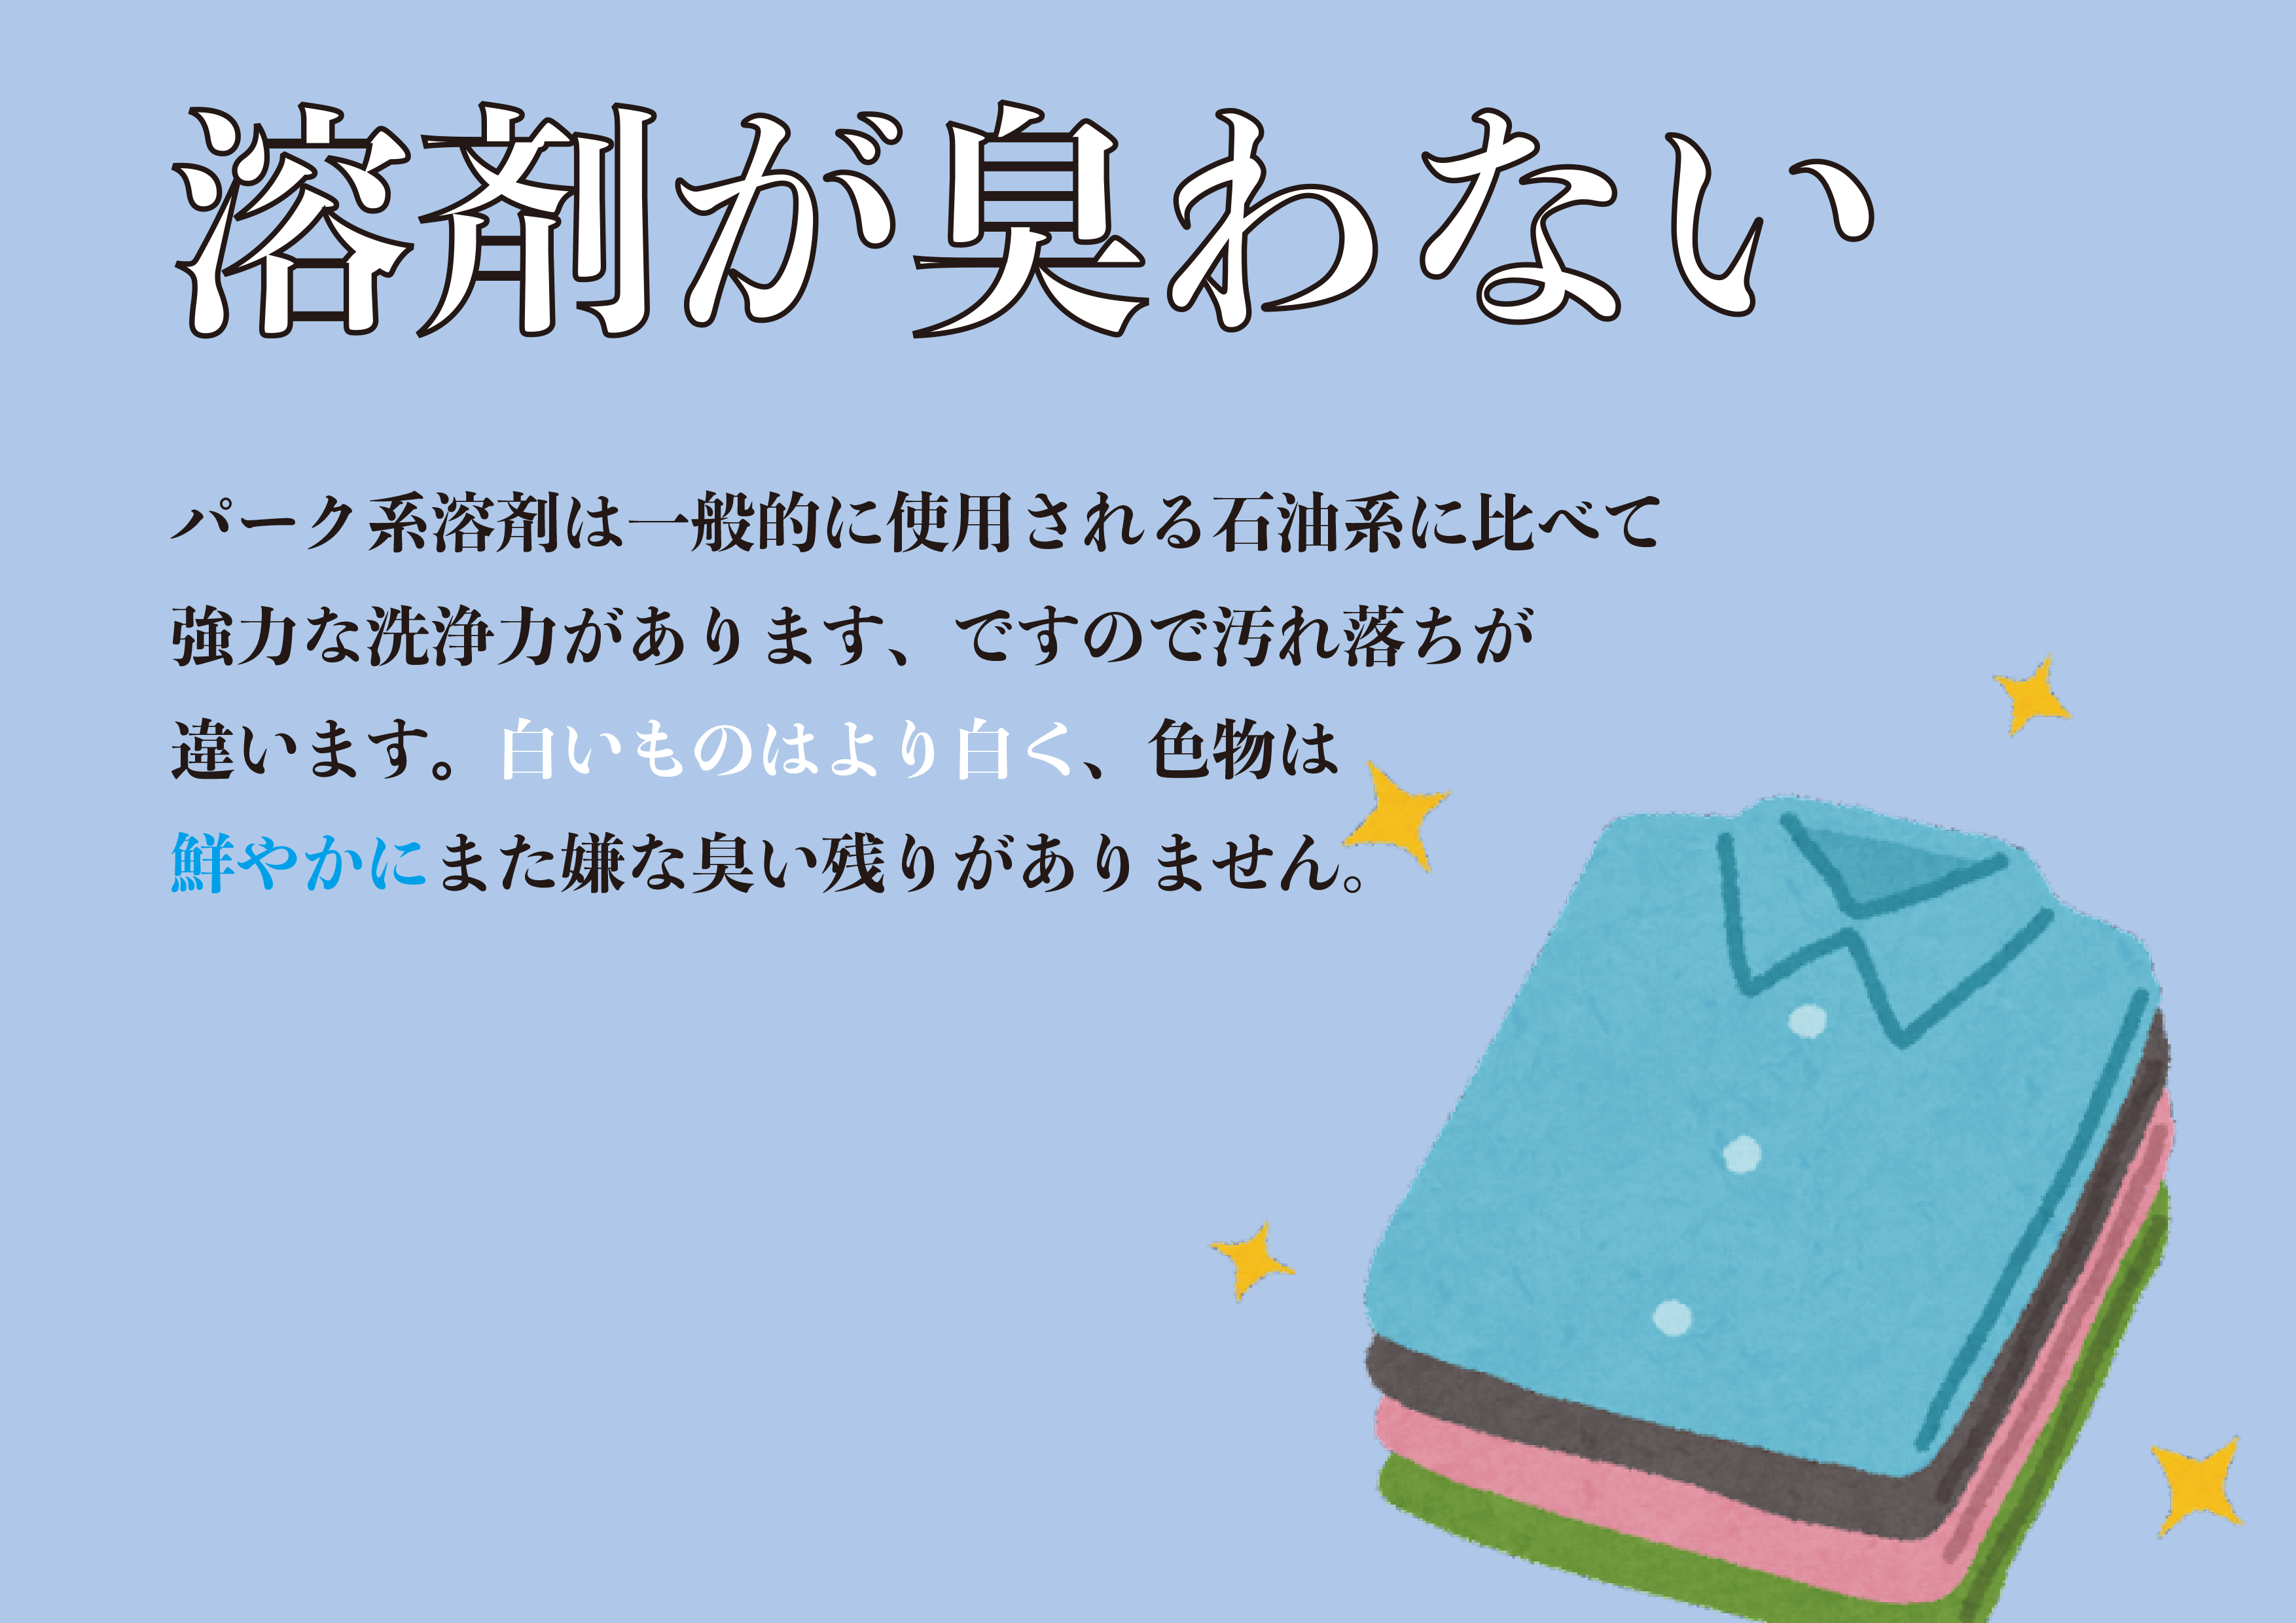 溶剤が臭わない
パーク系溶剤は一般的に使用される石油系に比べて
強力な洗浄力があります、ですので汚れ落ちが
違います。白いものはより白く、色物は
鮮やかにまた嫌な臭い残りがありません。